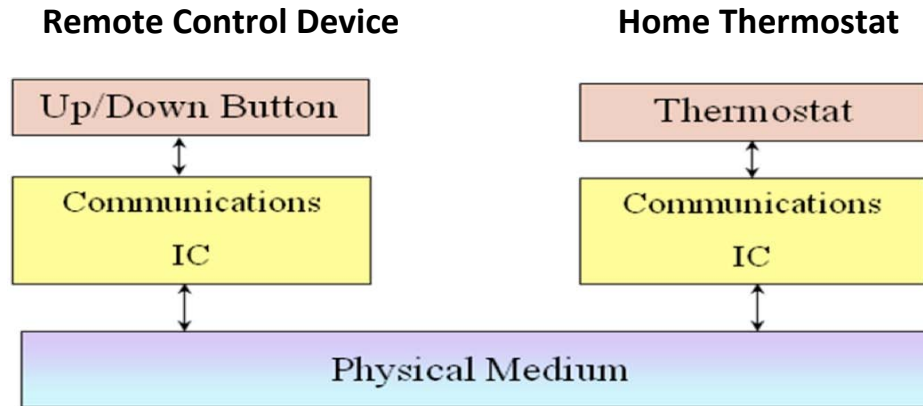 Remote Control Device
Home Thermostat
Up/Down Button
Thermostat
Communications
IC
Communications
IC
Physical Medium